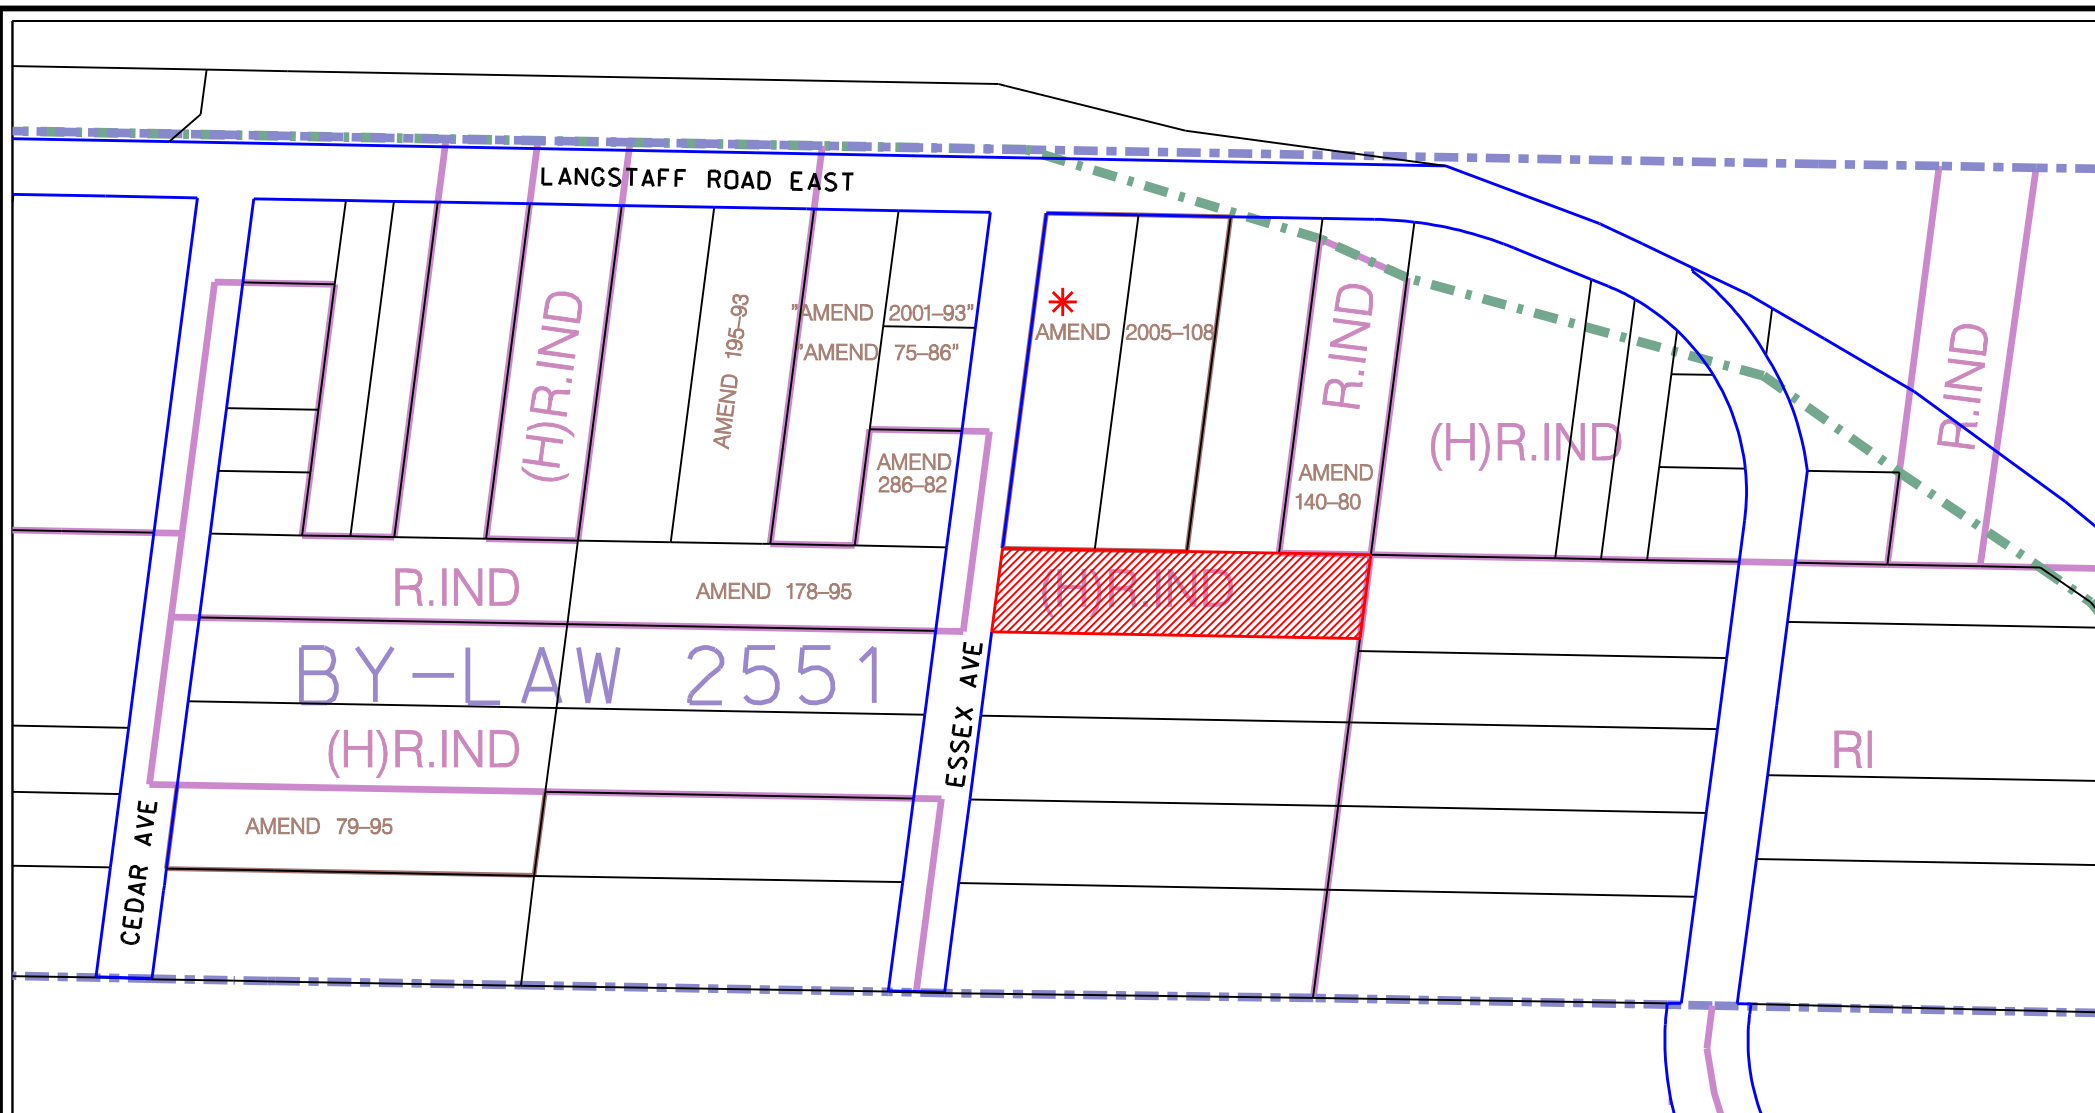 LANGSTAFF ROAD EAST
(H)R.IND
AMEND 195–93
"AMEND 2001–93"
"AMEND 75–86"
AMEND
286–82
AMEND 2005–108
R.IND
AMEND
140–80
(H)R.IND
R.IND
R.IND
AMEND 178–95
(H)R.IND
BY–LAW 2551
(H)R.IND
ESSEX AVE
RI
AMEND 79–95
CEDAR AVE